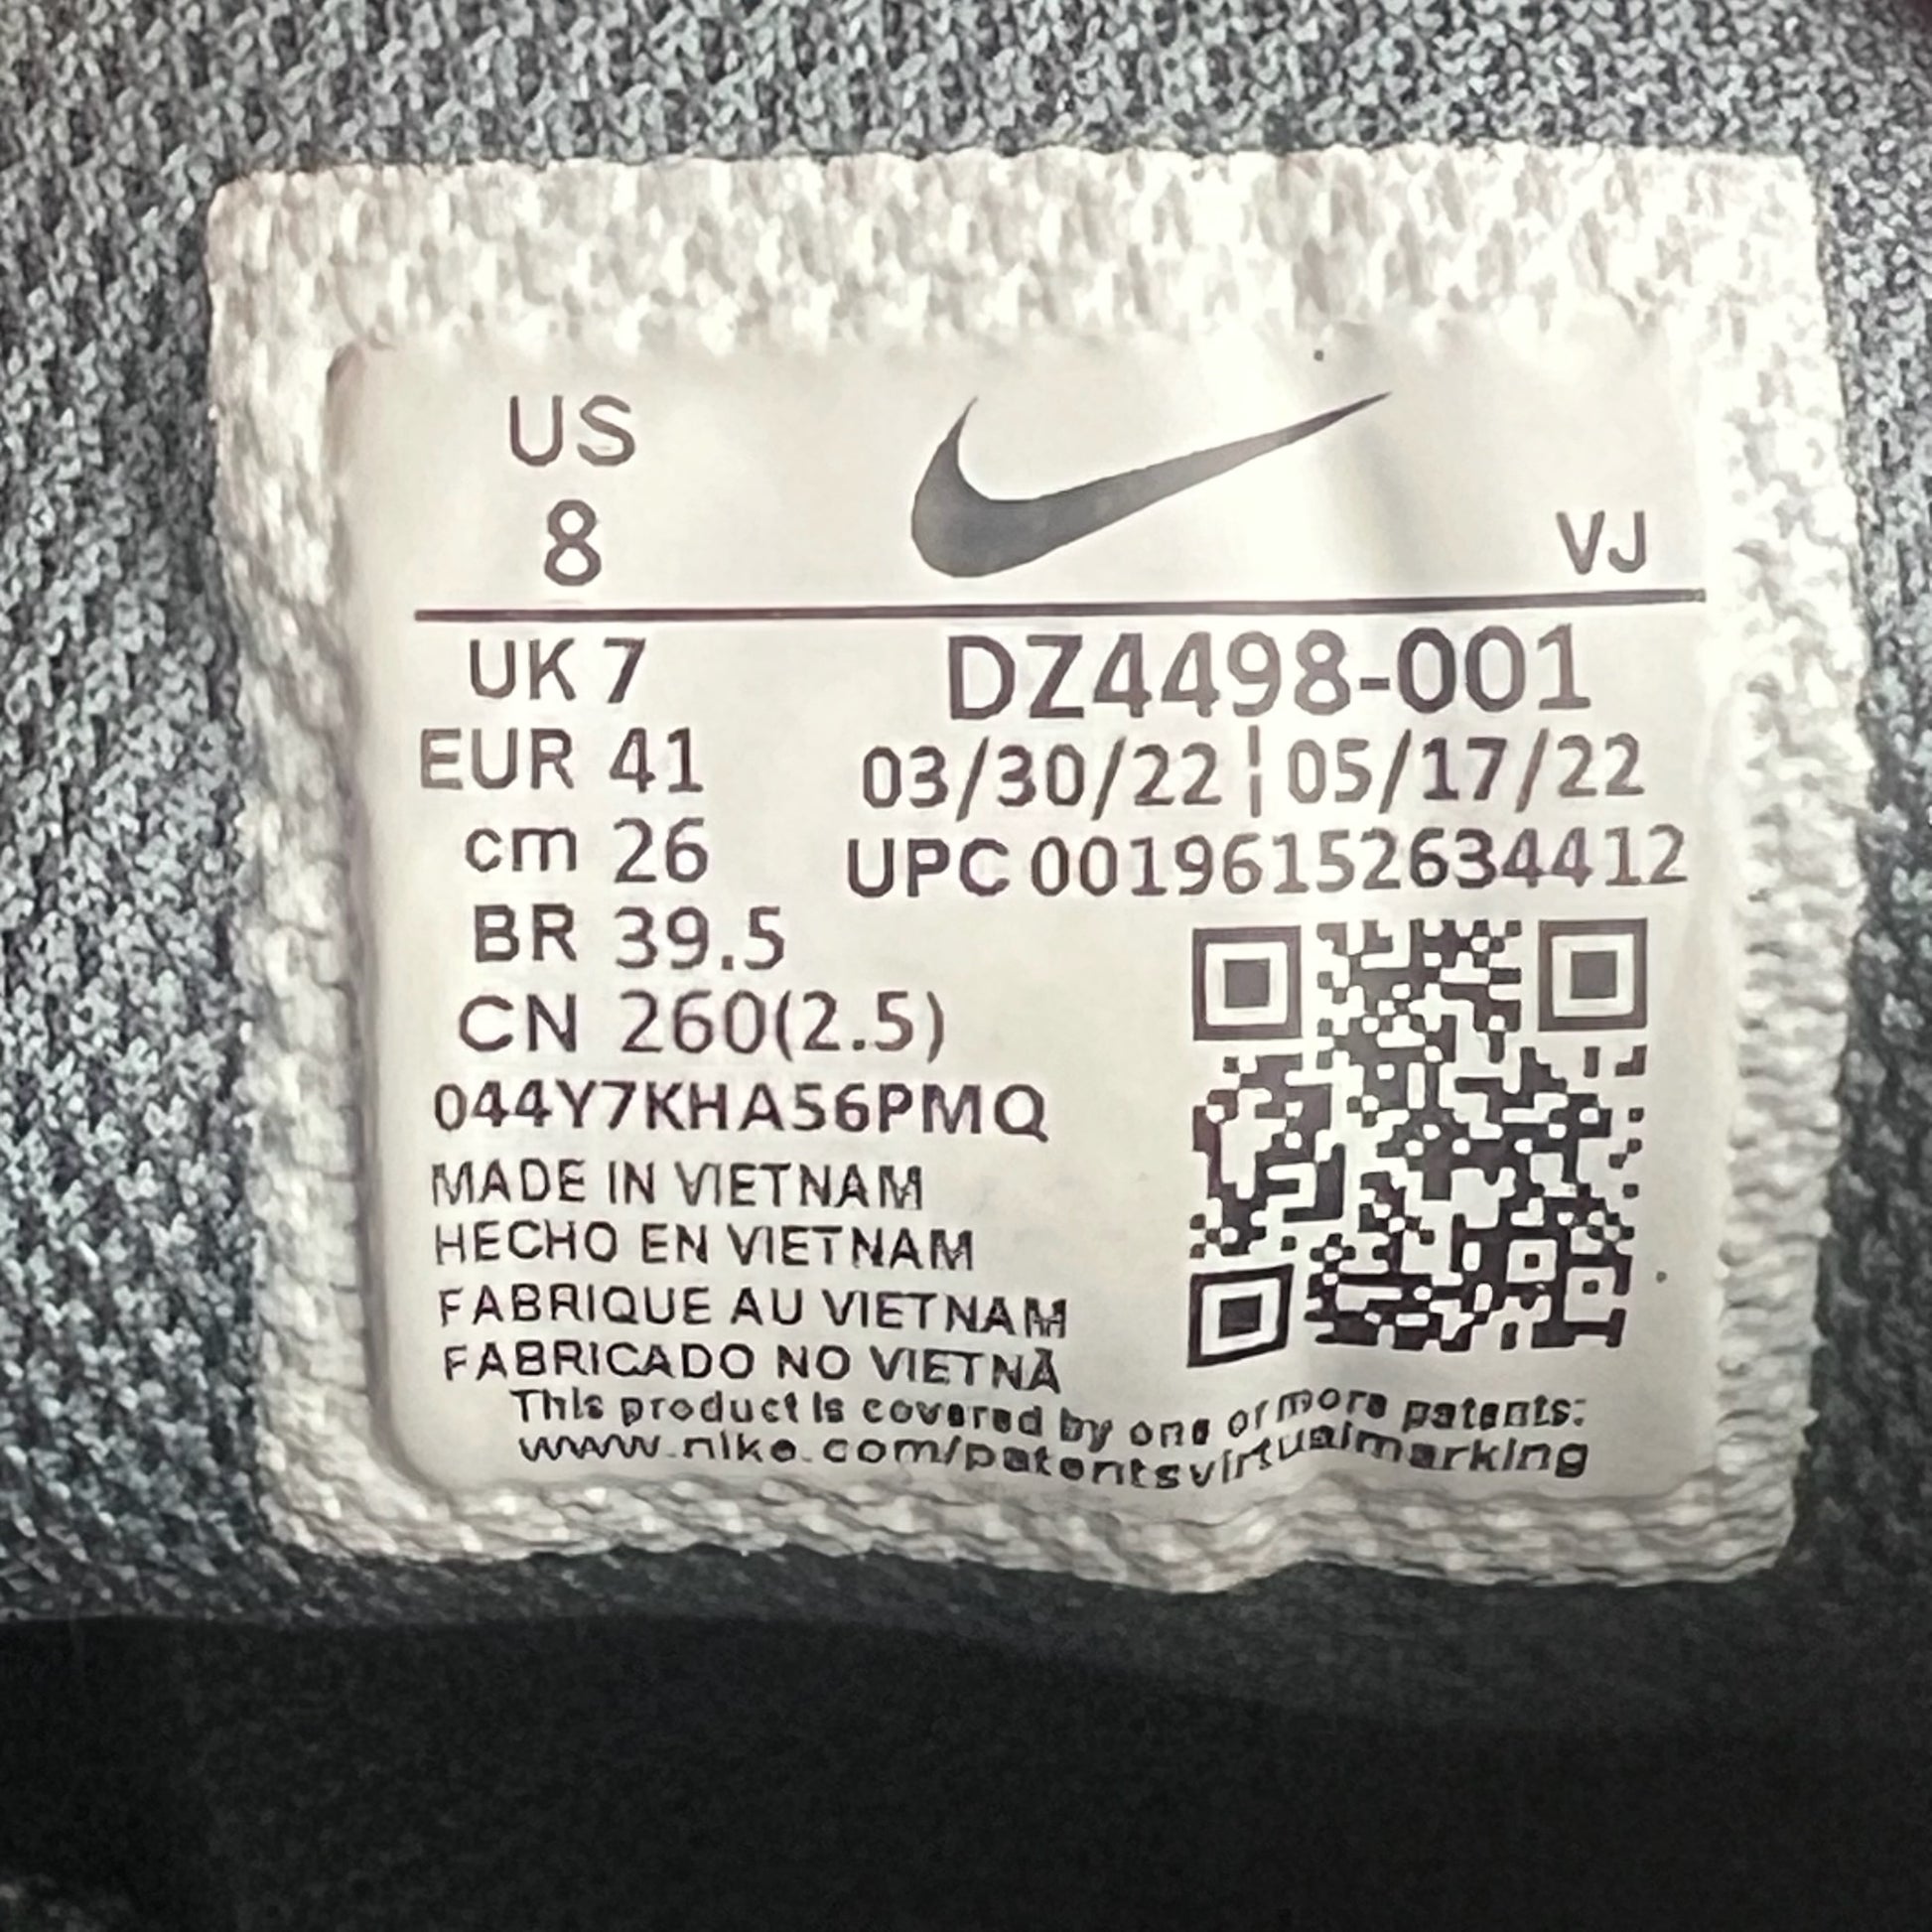 US
8
VJ
UK 7
DZ4498-001
EUR 41
03/30/22 ¦ 05/17/22
cm 26
UPC 00196152634412
BR 39.5
CN 260(2.5)
044Y7KHA56PMQ
MADE IN VIETNAM
HECHO EN VIETNAM
FABRIQUE AU VIETNAM
FABRICADO NO VIETNÃ
This product is covered by one or more patents:
www.nike.com/patentsvirtualmarking